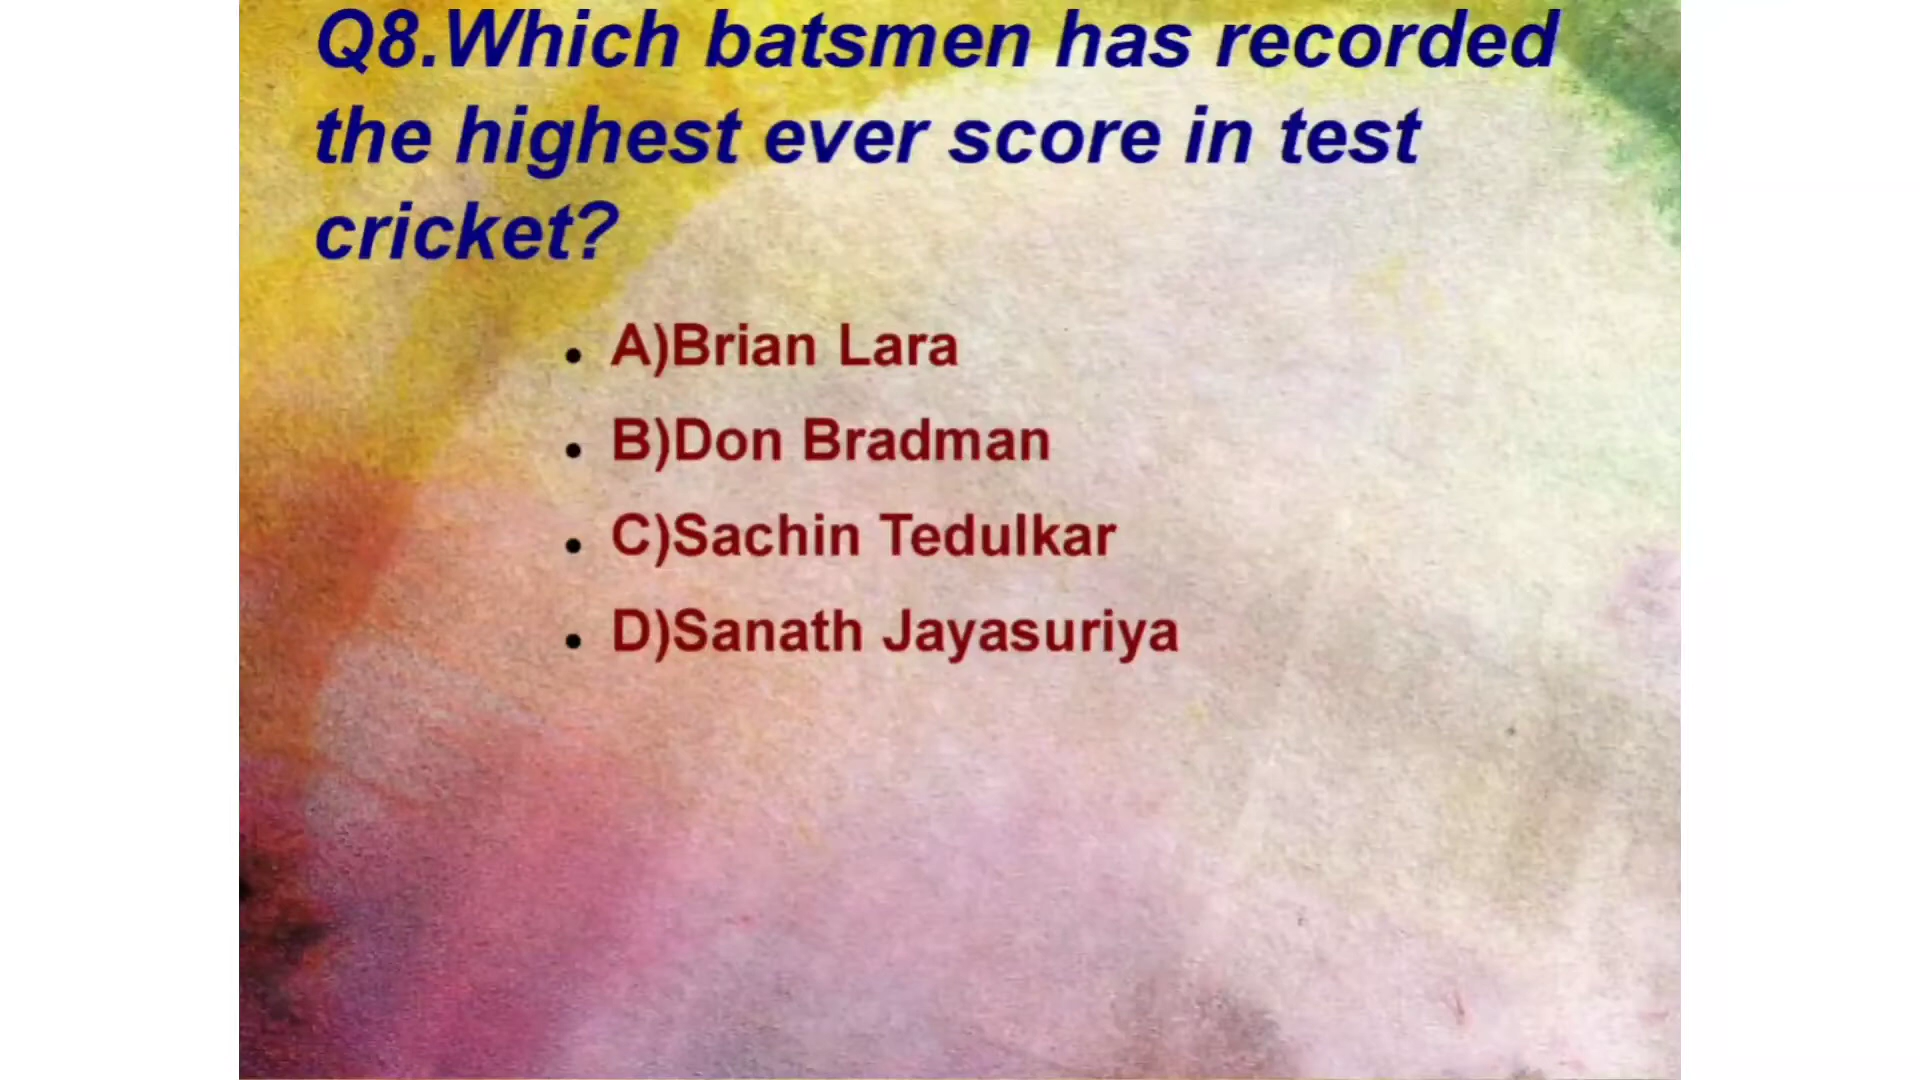 Q8.Which batsmen has recorded
the highest ever score in test
cricket?
• A)Brian Lara
• B)Don Bradman
• C)Sachin Tedulkar
• D)Sanath Jayasuriya